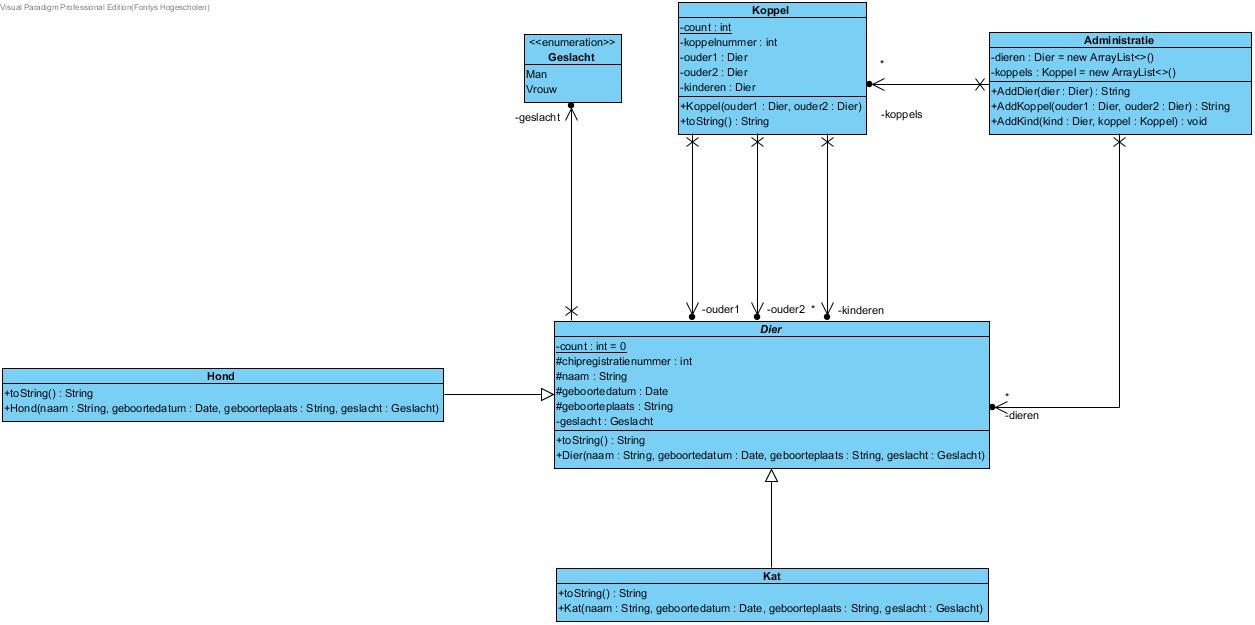 Visual Paradigm Professional Edition(Fontys Hogescholen)
<<enumeration>>
Geslacht
Man
Vrouw
-geslacht
Koppel
-count : int
-koppelnummer : int
-ouder1 : Dier
-ouder2 : Dier
-kinderen : Dier
+Koppel(ouder1 : Dier, ouder2 : Dier)
+toString() : String
*
-koppels
Administratie
-dieren : Dier = new ArrayList<>()
-koppels : Koppel = new ArrayList<>()
+AddDier(dier : Dier) : String
+AddKoppel(ouder1 : Dier, ouder2 : Dier) : String
+AddKind(kind : Dier, koppel : Koppel) : void
-ouder1
-ouder2
*
-kinderen
Dier
-count : int = 0
#chipregistratienummer : int
#naam : String
#geboortedatum : Date
#geboorteplaats : String
-geslacht : Geslacht
+toString() : String
+Dier(naam : String, geboortedatum : Date, geboorteplaats : String, geslacht : Geslacht)
*
-dieren
Hond
+toString() : String
+Hond(naam : String, geboortedatum : Date, geboorteplaats : String, geslacht : Geslacht)
Kat
+toString() : String
+Kat(naam : String, geboortedatum : Date, geboorteplaats : String, geslacht : Geslacht)